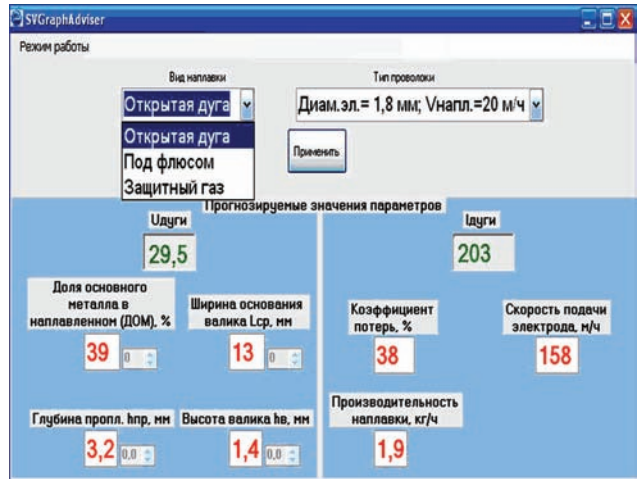 SVGraphAdviser
Режим работы
Вид наплавки
Тип проволоки
Открытая дуга
Диам.эл.= 1,8 мм; Vнапл.=20 м/ч
Открытая дуга
Под флюсом
Защитный газ
Применить
Прогнозируемые значения параметров
Uдуги
Iдуги
29,5
203
Доля основного
металла в
наплавленном (ДОМ), %
Ширина основания
валика Lср, мм
Коэффициент
потерь, %
Скорость подачи
электрода, м/ч
39
0
13
0
38
158
Глубина пропл. hпр, мм
Высота валика hв, мм
Производительность
наплавки, кг/ч
3,2
0,0
1,4
0,0
1,9